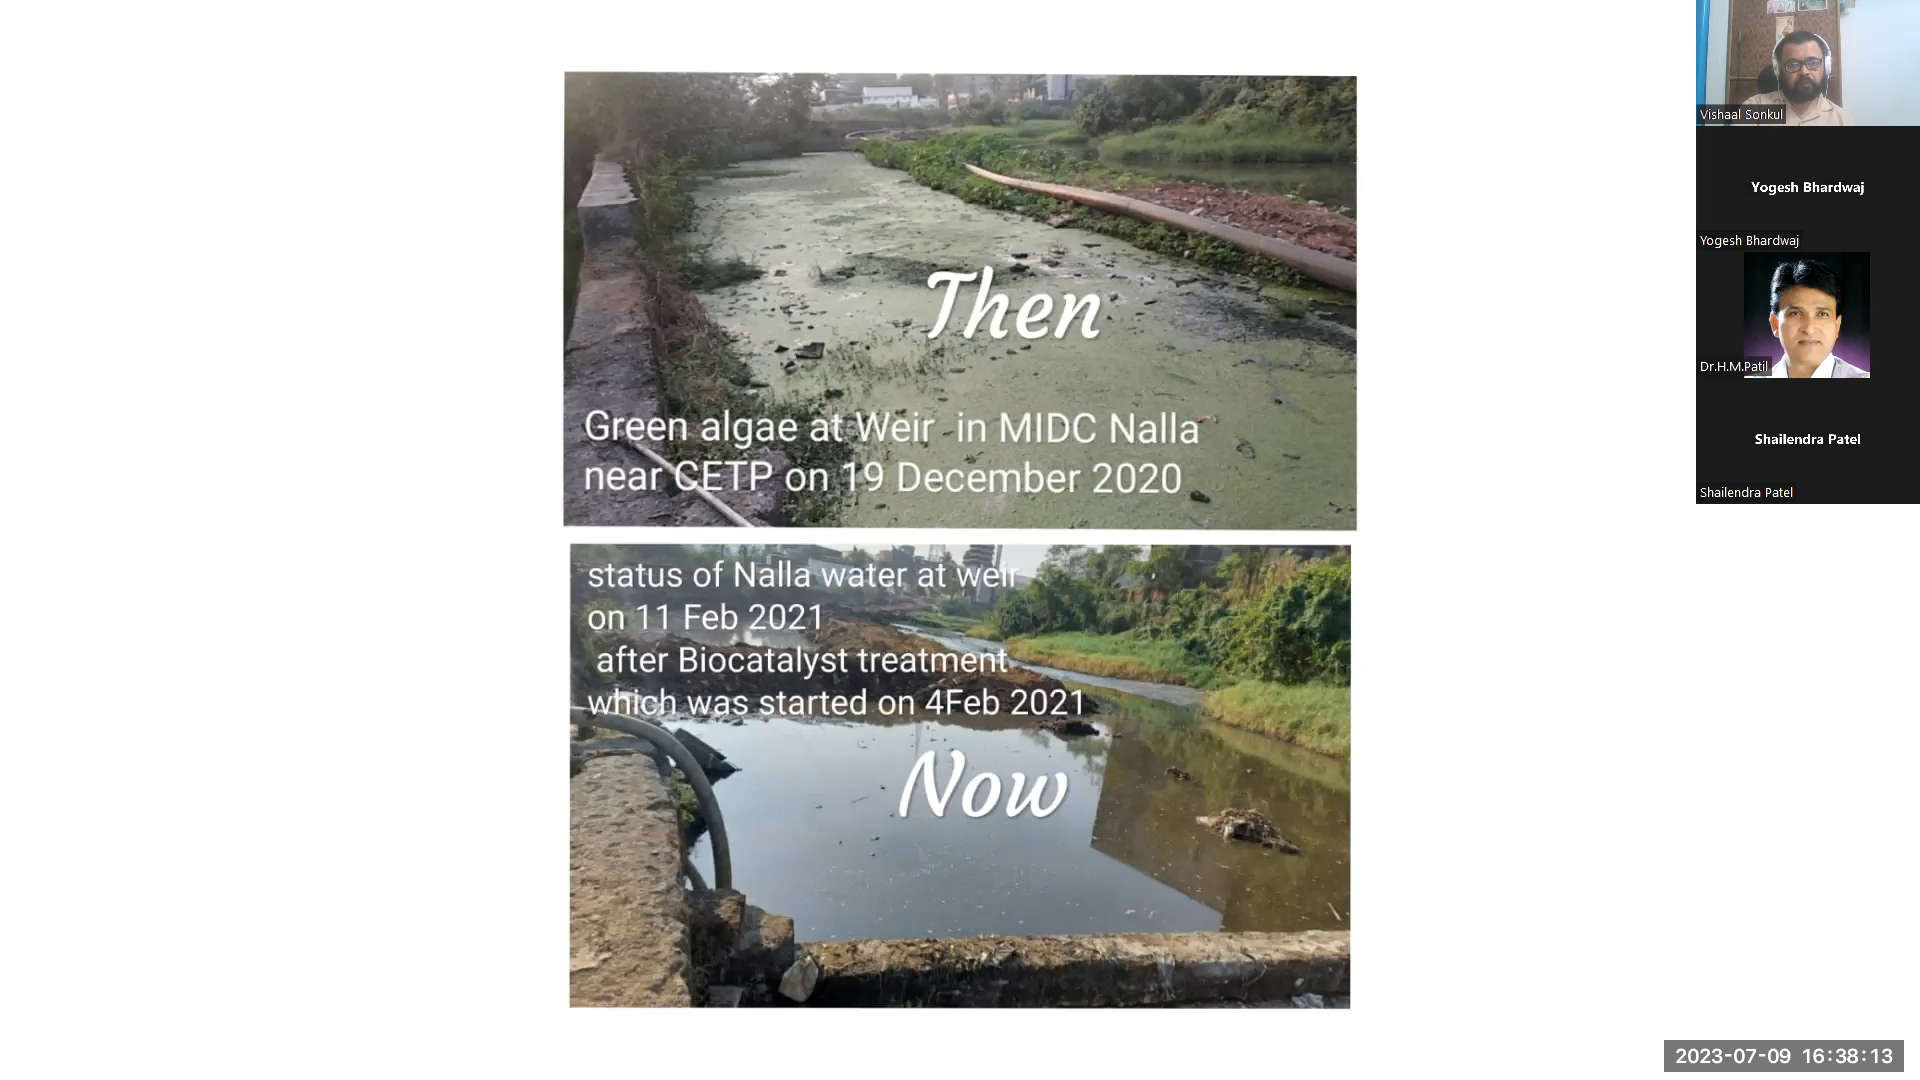 Then
Green algae at Weir in MIDC Nalla
near CETP on 19 December 2020
status of Nalla water at weir
on 11 Feb 2021
after Biocatalyst treatment
which was started on 4Feb 2021
Now
Vishaal Sonkul
Yogesh Bhardwaj
Yogesh Bhardwaj
Dr.H.M.Patil
Shailendra Patel
Shailendra Patel
2023-07-09 16:38:13